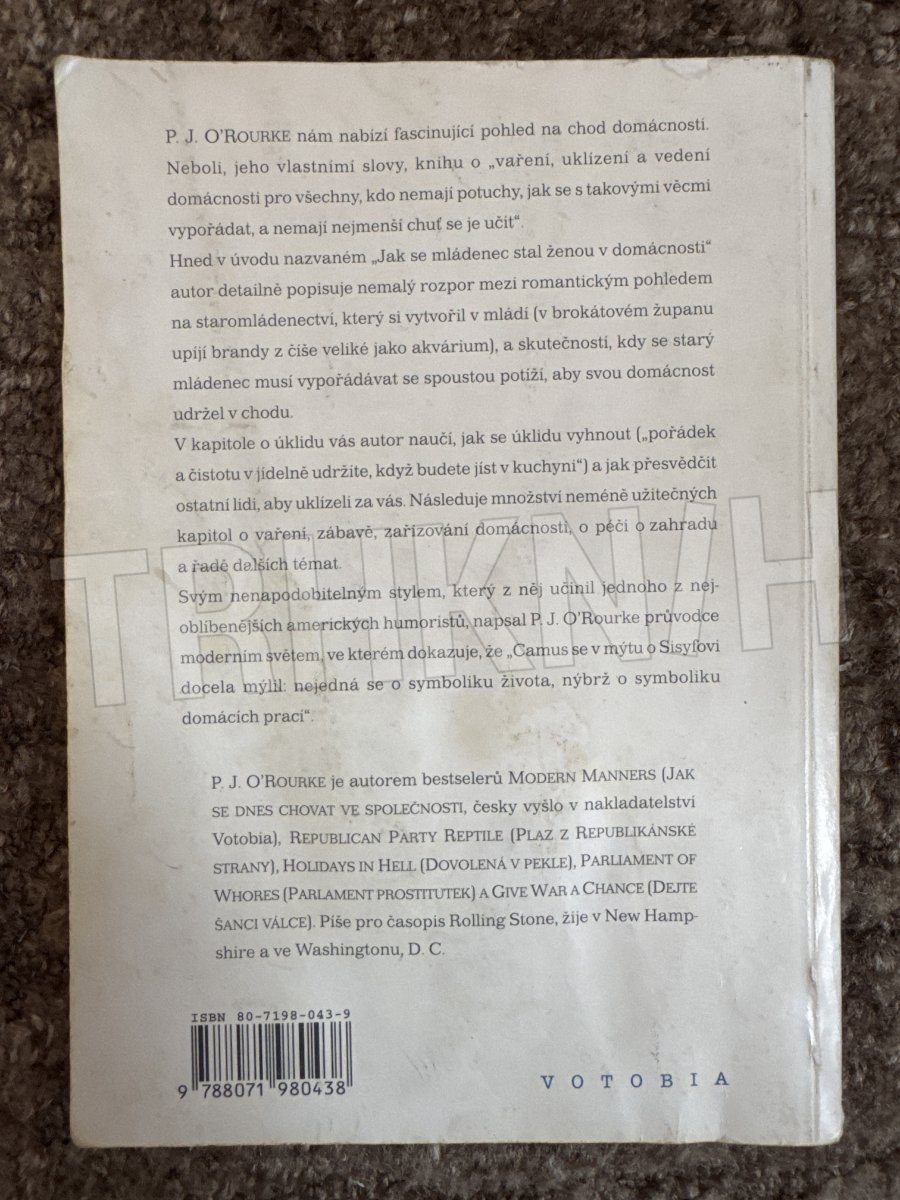 P. J. O'ROURKE nám nabízí fascinující pohled na chod domácnosti.
Neboli, jeho vlastními slovy, knihu o „vaření, uklízení a vedení
domácnosti pro všechny, kdo nemají potuchy, jak se s takovými věcmi
vypořádat, a nemají nejmenší chuť se je učit“.
Hned v úvodu nazvaném „Jak se mládenec stal ženou v domácnosti“
autor detailně popisuje nemalý rozpor mezi romantickým pohledem
na staromládenectví, který si vytvořil v mládí (v brokátovém županu
upíjí brandy z číše veliké jako akvárium), a skutečností, kdy se starý
mládenec musí vypořádávat se spoustou potíží, aby svou domácnost
udržel v chodu.
V kapitole o úklidu vás autor naučí, jak se úklidu vyhnout („pořádek
a čistotu v jídelně udržíte, když budete jíst v kuchyni“) a jak přesvědčit
ostatní lidi, aby uklízeli za vás. Následuje množství neméně užitečných
kapitol o vaření, zábavě, zařizování domácnosti, o péči o zahradu
a řadě dalších témat.
Svým nenapodobitelným stylem, který z něj učinil jednoho z nej-
oblíbenějších amerických humoristů, napsal P. J. O'Rourke průvodce
moderním světem, ve kterém dokazuje, že „Camus se v mýtu o Sisyfovi
docela mýlil: nejedná se o symboliku života, nýbrž o symboliku
domácích prací“.
P. J. O'ROURKE je autorem bestselerů MODERN MANNERS (JAK
SE DNES CHOVAT VE SPOLEČNOSTI, česky vyšlo v nakladatelství
Votobia), REPUBLICAN PARTY REPTILE (PLAZ Z REPUBLIKÁNSKÉ
STRANY), HOLIDAYS IN HELL (DOVOLENÁ V PEKLE), PARLIAMENT OF
WHORES (PARLAMENT PROSTITUTEK) A GIVE WAR A CHANCE (DEJTE
ŠANCI VÁLCE). Píše pro časopis Rolling Stone, žije v New Hamp-
shire a ve Washingtonu, D. C.
ISBN 80-7198-043-9
9 788071 980438
VOTOBIA